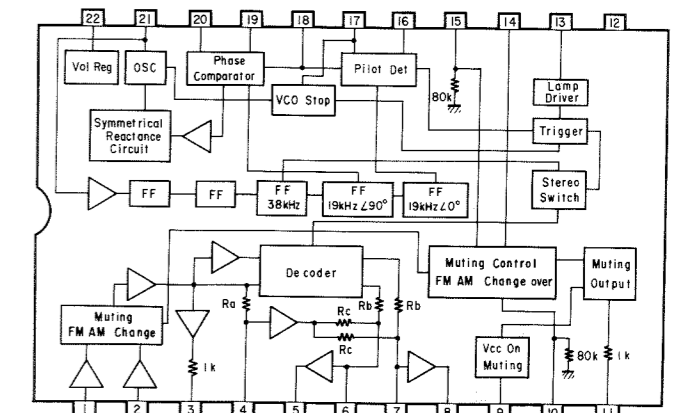 22 21 20 19 18 17 16 15 14 13 12
Vol Reg
OSC
Phase
Comparator
Pilot Det
80k
Lamp
Driver
VCO Stop
Symmetrical
Reactance
Circuit
Trigger
FF
FF
FF
38kHz
FF
19kHz∠90°
FF
19kHz∠0°
Stereo
Switch
Decoder
Muting Control
FM AM Change over
Muting
Output
Ra
Rc
Rb
Rb
Rc
Muting
FM AM Change
1k
Vcc On
Muting
80k
1k
1 2 3 4 5 6 7 8 9 10 11